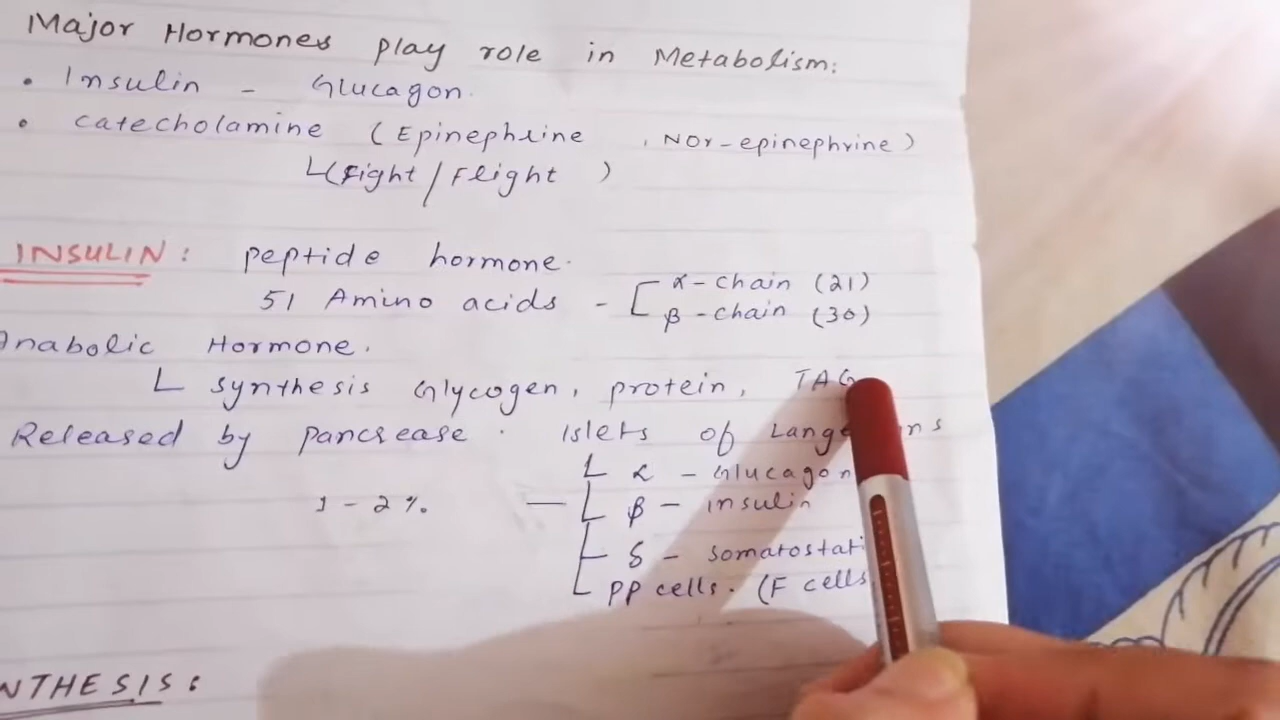 Major Hormones play role in Metabolism:
• Insulin - Glucagon.
• Catecholamine (Epinephrine , Nor-epinephrine)
└(Fight/Flight )
INSULIN: peptide hormone.
51 Amino acids - [ α-chain (21)
β-chain (30)
Anabolic Hormone.
└ synthesis Glycogen, protein, TAG
Released by pancrease. Islets of
└ α - Glucagon
1-2%. — └ β - insulin
├ δ - somatostati
└ PP cells. (F cells
NTHESIS: